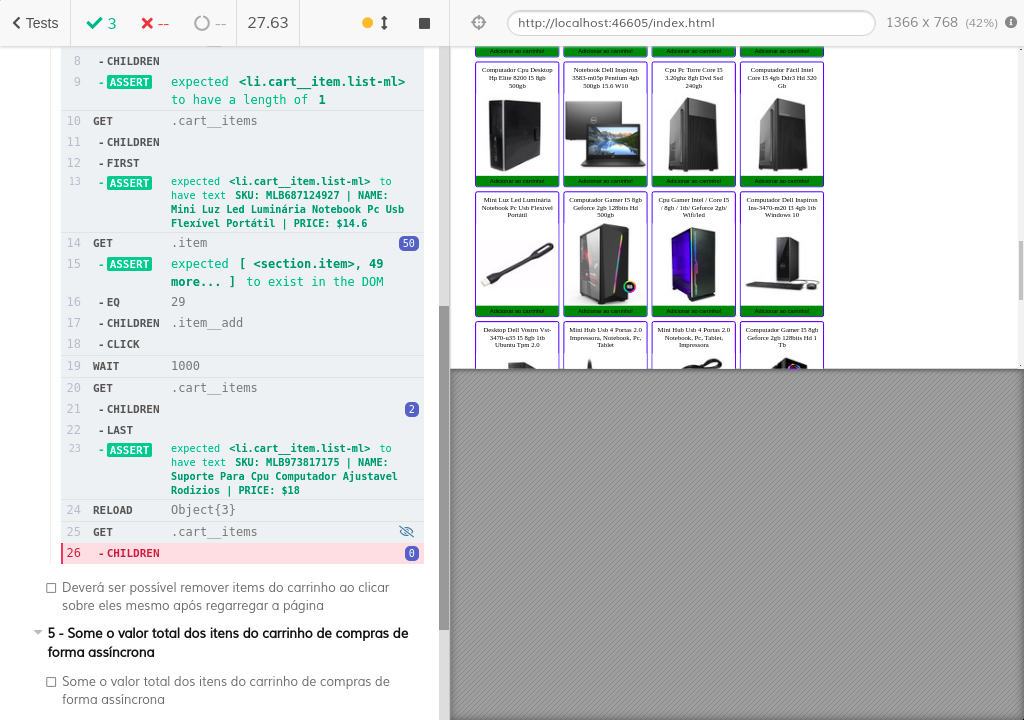 Tests
3
--
--
27.63
http://localhost:46605/index.html
1366 x 768 (42%)
8 - CHILDREN
9 - ASSERT expected <li.cart__item.list-ml>
to have a length of 1
10 GET .cart__items
11 - CHILDREN
12 - FIRST
13 - ASSERT expected <li.cart__item.list-ml> to
have text SKU: MLB687124927 | NAME:
Mini Luz Led Luminária Notebook Pc Usb
Flexível Portátil | PRICE: $14.6
14 GET .item 50
15 - ASSERT expected [ <section.item>, 49
more... ] to exist in the DOM
16 - EQ 29
17 - CHILDREN .item__add
18 - CLICK
19 WAIT 1000
20 GET .cart__items
21 - CHILDREN 2
22 - LAST
23 - ASSERT expected <li.cart__item.list-ml> to
have text SKU: MLB973817175 | NAME:
Suporte Para Cpu Computador Ajustavel
Rodizios | PRICE: $18
24 RELOAD Object{3}
25 GET .cart__items
26 - CHILDREN 0
Deverá ser possível remover items do carrinho ao clicar
sobre eles mesmo após regarregar a página
5 - Some o valor total dos itens do carrinho de compras de
forma assíncrona
Some o valor total dos itens do carrinho de compras de
forma assíncrona
Adicionar ao carrinho! Adicionar ao carrinho! Adicionar ao carrinho! Adicionar ao carrinho!
Computador Cpu Desktop
Hp Elite 8200 I5 8gb
500gb
Notebook Dell Inspiron
3583-m05p Pentium 4gb
500gb 15.6 W10
Cpu Pc Torre Core I5
3.20ghz 8gb Dvd Ssd
240gb
Computador Fácil Intel
Core I3 4gb Ddr3 Hd 320
Gb
Adicionar ao carrinho! Adicionar ao carrinho! Adicionar ao carrinho! Adicionar ao carrinho!
Mini Luz Led Luminária
Notebook Pc Usb Flexível
Portátil
Computador Gamer I5 8gb
Geforce 2gb 128bits Hd
500gb
Cpu Gamer Intel / Core I5
/ 8gb / 1tb/ Geforce 2gb/
Wifi/led
Computador Dell Inspiron
Ins-3470-m20 I3 4gb 1tb
Windows 10
Adicionar ao carrinho! Adicionar ao carrinho! Adicionar ao carrinho! Adicionar ao carrinho!
Desktop Dell Vostro Vst-
3470-u35 I5 8gb 1tb
Ubuntu Tpm 2.0
Mini Hub Usb 4 Portas 2.0
Impressora, Notebook, Pc,
Tablet
Mini Hub Usb 4 Portas 2.0
Notebook, Pc, Tablet,
Impressora
Computador Gamer I5 8gb
Geforce 2gb 128bits Hd 1
Tb